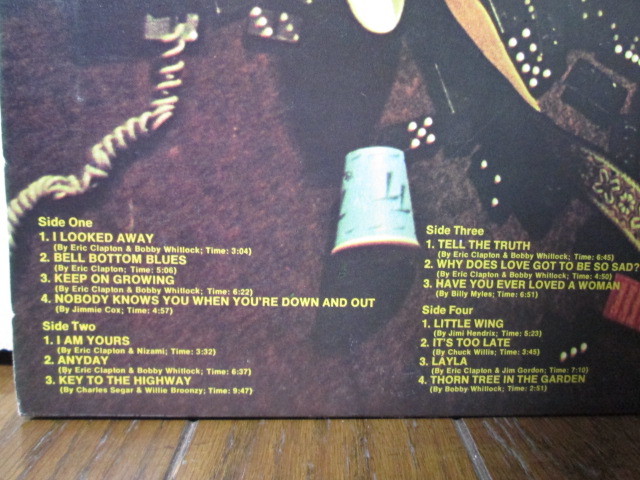 Side One
1. I LOOKED AWAY
(By Eric Clapton & Bobby Whitlock; Time: 3:04)
2. BELL BOTTOM BLUES
(By Eric Clapton; Time: 5:06)
3. KEEP ON GROWING
(By Eric Clapton & Bobby Whitlock; Time: 6:22)
4. NOBODY KNOWS YOU WHEN YOU'RE DOWN AND OUT
(By Jimmie Cox; Time: 4:57)
Side Two
1. I AM YOURS
(By Eric Clapton & Nizami; Time: 3:32)
2. ANYDAY
(By Eric Clapton & Bobby Whitlock; Time: 6:37)
3. KEY TO THE HIGHWAY
(By Charles Segar & Willie Broonzy; Time: 9:47)
Side Three
1. TELL THE TRUTH
(By Eric Clapton & Bobby Whitlock; Time: 6:45)
2. WHY DOES LOVE GOT TO BE SO SAD?
(By Eric Clapton & Bobby Whitlock; Time: 4:50)
3. HAVE YOU EVER LOVED A WOMAN
(By Billy Myles; Time: 6:51)
Side Four
1. LITTLE WING
(By Jimi Hendrix; Time: 5:23)
2. IT'S TOO LATE
(By Chuck Willis; Time: 3:45)
3. LAYLA
(By Eric Clapton & Jim Gordon; Time: 7:10)
4. THORN TREE IN THE GARDEN
(By Bobby Whitlock; Time: 2:51)